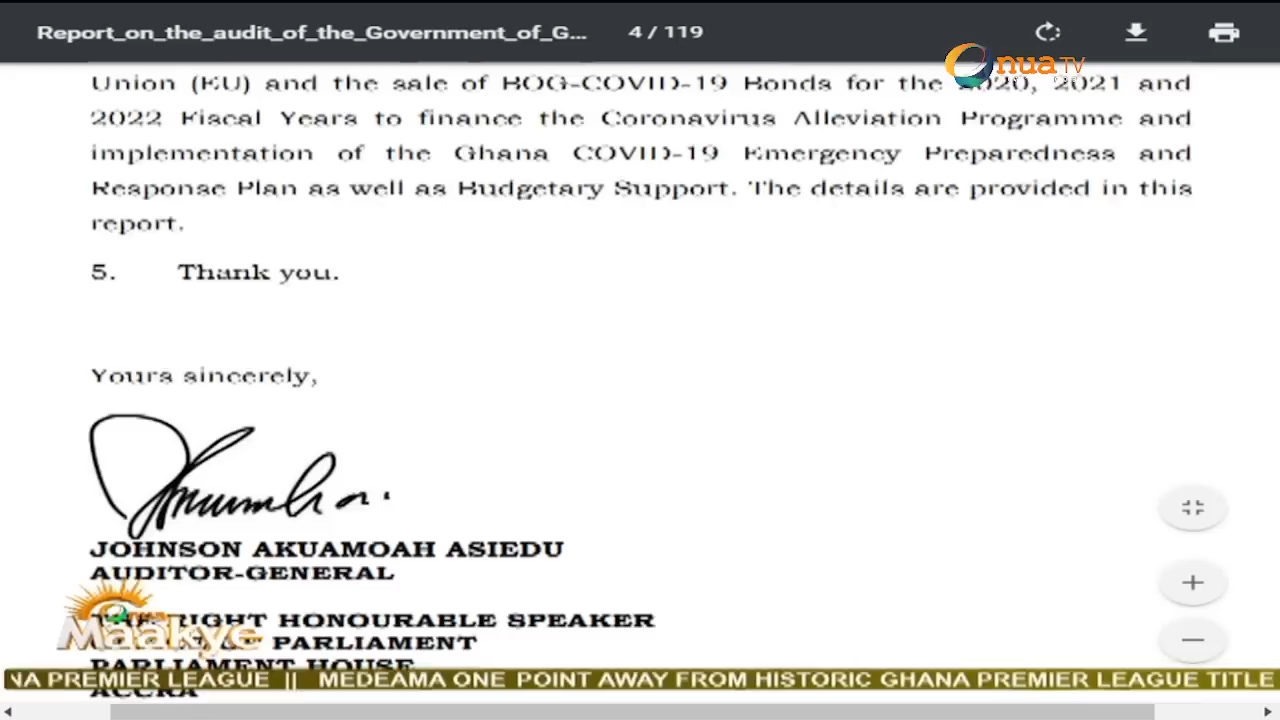 Report_on_the_audit_of_the_Government_of_G...
4 / 119
nuaTV
Union (EU) and the sale of BOG-COVID-19 Bonds for the 2020, 2021 and
2022 Fiscal Years to finance the Coronavirus Alleviation Programme and
implementation of the Ghana COVID-19 Emergency Preparedness and
Response Plan as well as Budgetary Support. The details are provided in this
report.
5. Thank you.
Yours sincerely,
JOHNSON AKUAMOAH ASIEDU
AUDITOR-GENERAL
RIGHT HONOURABLE SPEAKER
PARLIAMENT
Maakye
PARLIAMENT HOUSE
ACCRA
NA PREMIER LEAGUE || MEDEAMA ONE POINT AWAY FROM HISTORIC GHANA PREMIER LEAGUE TITLE